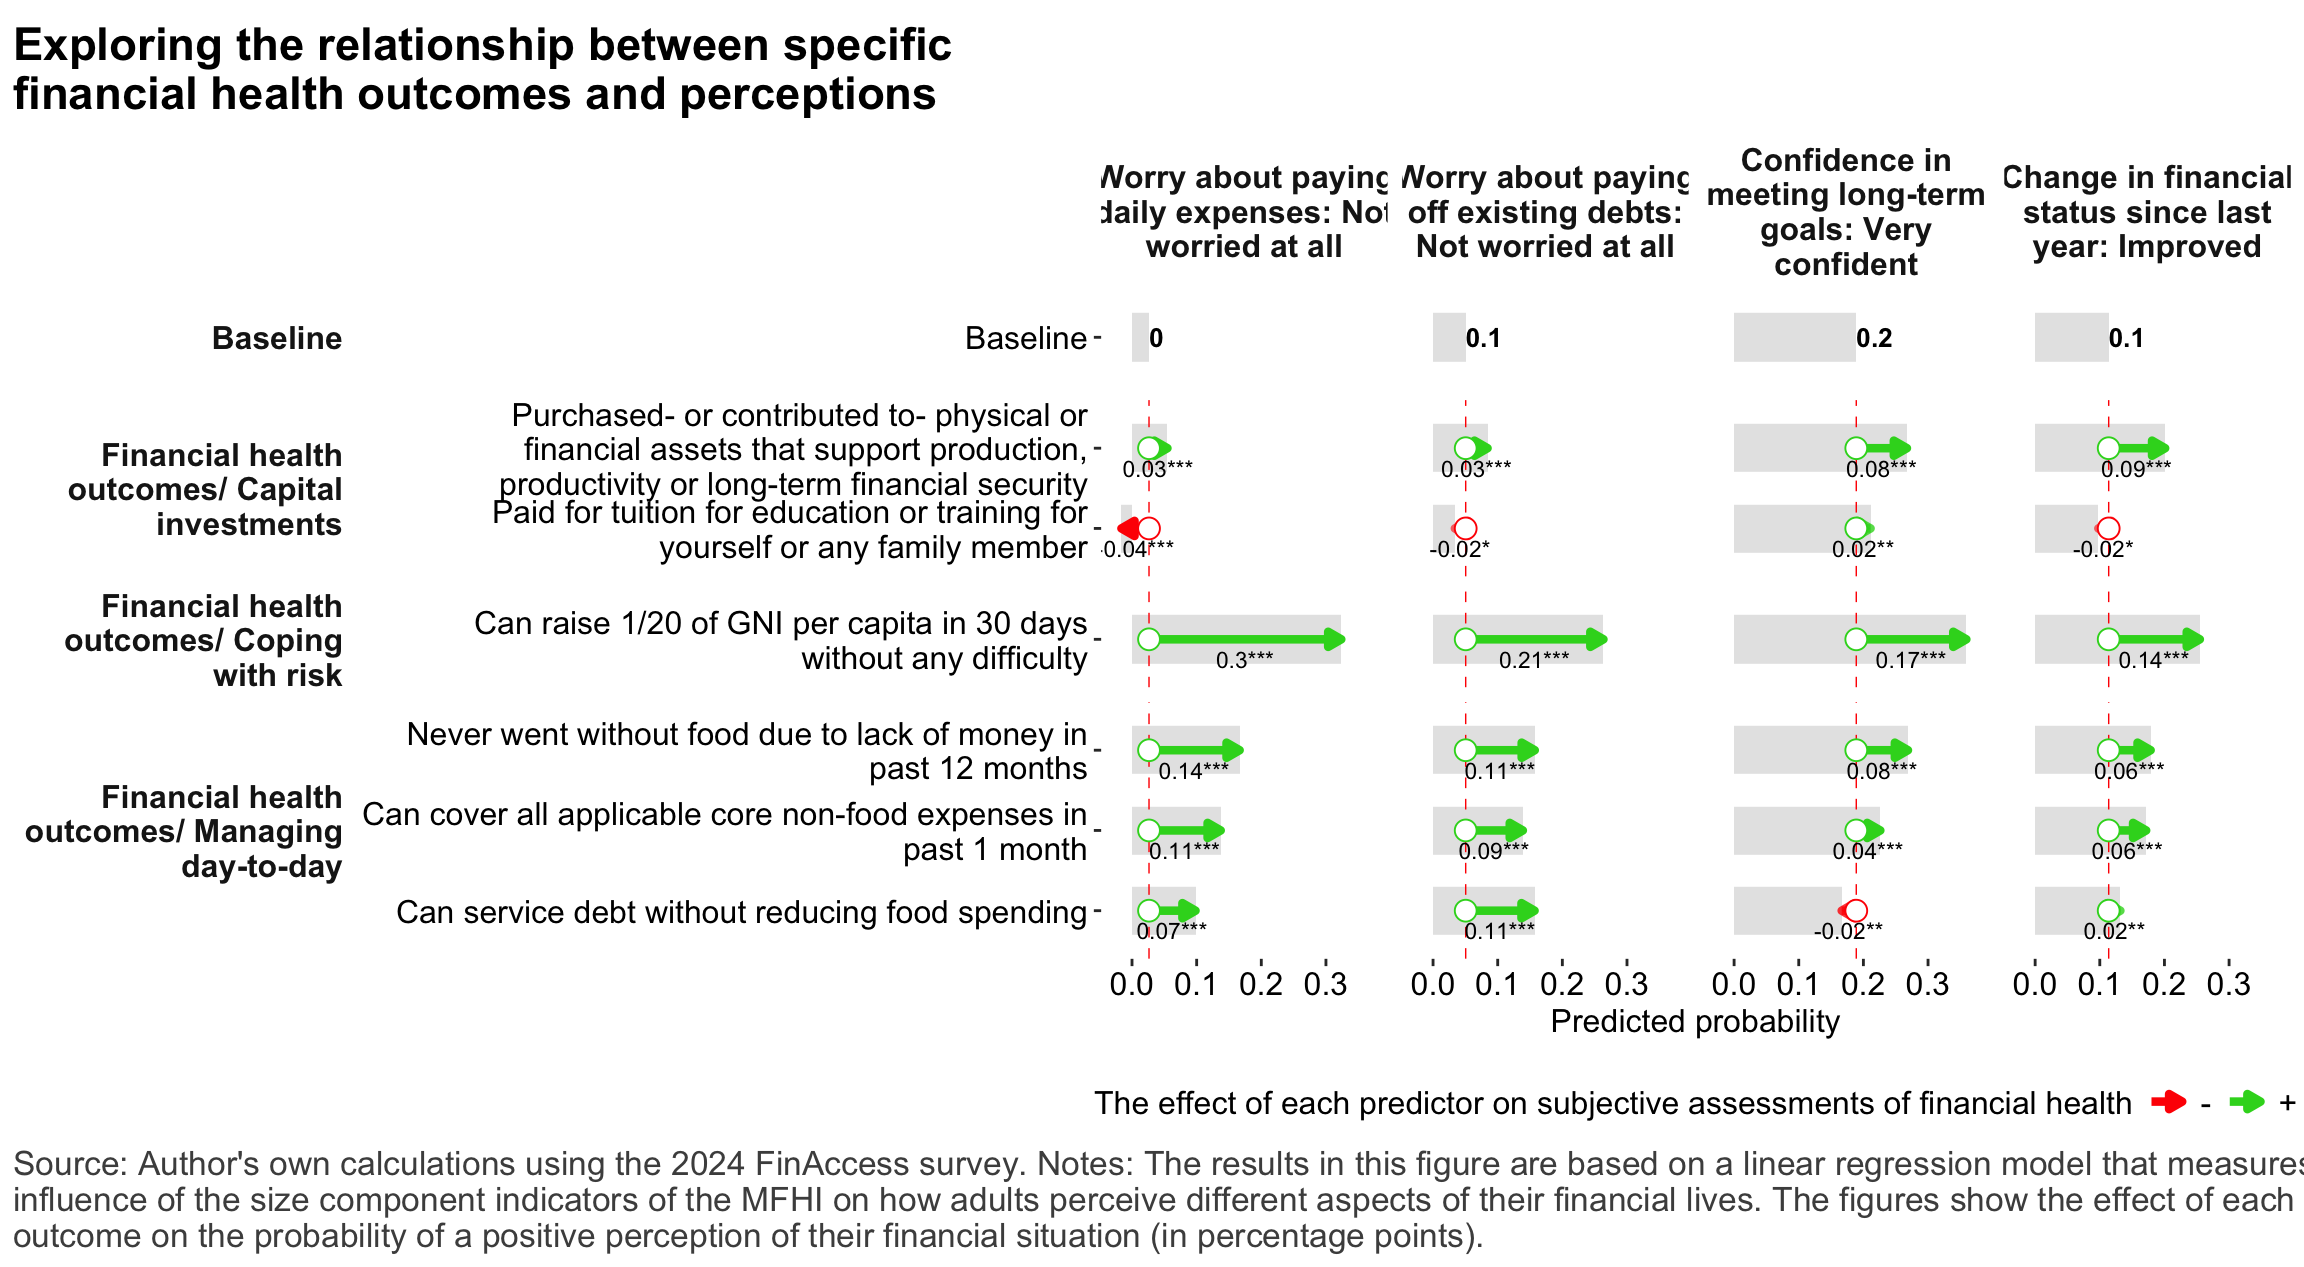 Exploring the relationship between specific
financial health outcomes and perceptions
Worry about paying
daily expenses: Not
worried at all
Worry about paying
off existing debts:
Not worried at all
Confidence in
meeting long-term
goals: Very
confident
Change in financial
status since last
year: Improved
Baseline
Baseline
0
0.1
0.2
0.1
Financial health
outcomes/ Capital
investments
Purchased- or contributed to- physical or
financial assets that support production,
productivity or long-term financial security
0.03***
0.03***
0.08***
0.09***
Paid for tuition for education or training for
yourself or any family member
-0.04***
-0.02*
0.02**
-0.02*
Financial health
outcomes/ Coping
with risk
Can raise 1/20 of GNI per capita in 30 days
without any difficulty
0.3***
0.21***
0.17***
0.14***
Financial health
outcomes/ Managing
day-to-day
Never went without food due to lack of money in
past 12 months
0.14***
0.11***
0.08***
0.06***
Can cover all applicable core non-food expenses in
past 1 month
0.11***
0.09***
0.04***
0.06***
Can service debt without reducing food spending
0.07***
0.11***
-0.02**
0.02**
0.0 0.1 0.2 0.3
0.0 0.1 0.2 0.3
0.0 0.1 0.2 0.3
0.0 0.1 0.2 0.3
Predicted probability
The effect of each predictor on subjective assessments of financial health - +
Source: Author's own calculations using the 2024 FinAccess survey. Notes: The results in this figure are based on a linear regression model that measures
influence of the size component indicators of the MFHI on how adults perceive different aspects of their financial lives. The figures show the effect of each
outcome on the probability of a positive perception of their financial situation (in percentage points).